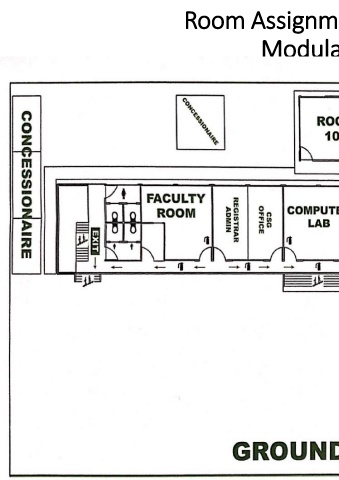 Room Assignm
Modula
CONCESSIONAIRE
CONCESSIONAIRE
ROO
10
FACULTY
ROOM
REGISTRAR
ADMIN
CSG
OFFICE
COMPUTE
LAB
EXIT
GROUND